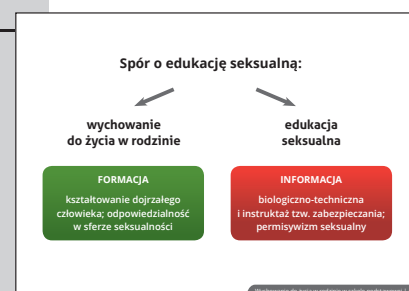 Spór o edukację seksualną:
wychowanie
do życia w rodzinie
edukacja
seksualna
FORMACJA
kształtowanie dojrzałego
człowieka; odpowiedzialność
w sferze seksualności
INFORMACJA
biologiczno-techniczna
i instruktaż tzw. zabezpieczania;
permisywizm seksualny